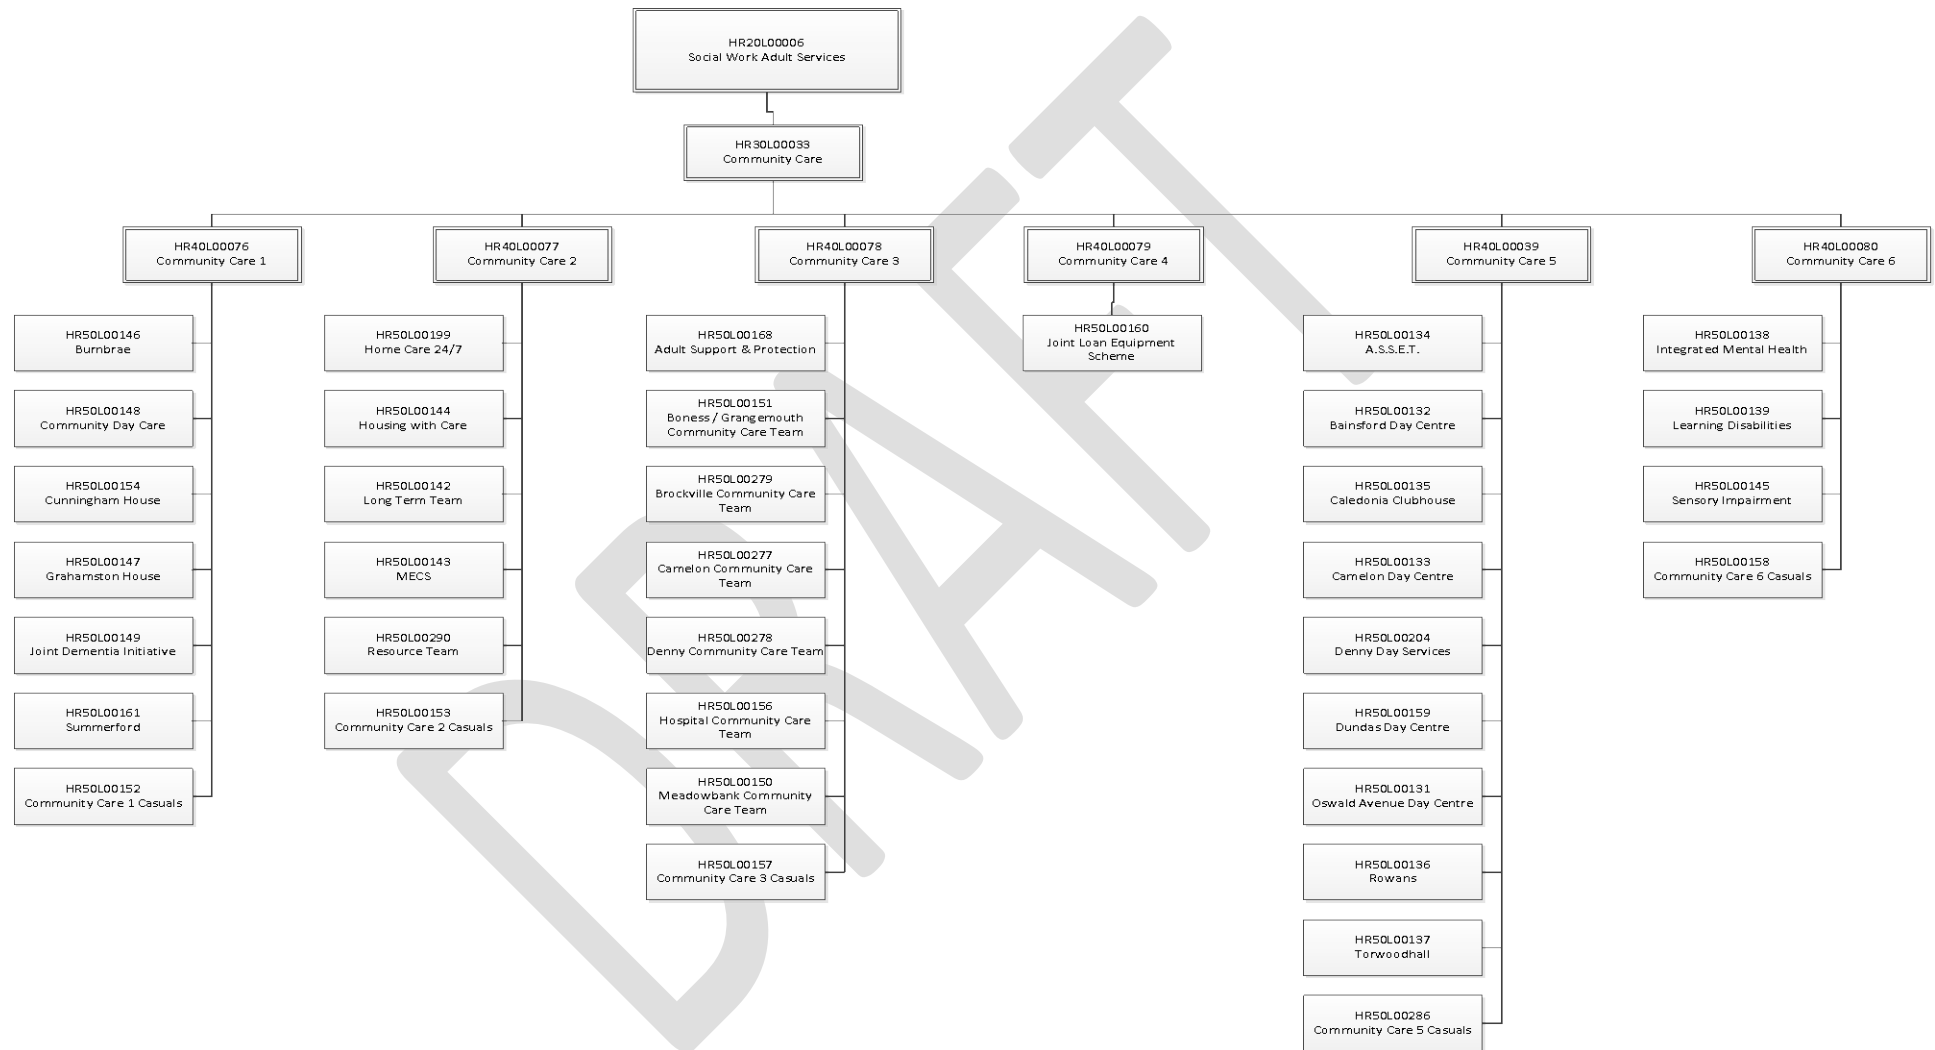 HR20L00006
Social Work Adult Services
HR30L00033
Community Care
HR40L00076
Community Care 1
HR40L00077
Community Care 2
HR40L00078
Community Care 3
HR40L00079
Community Care 4
HR40L00039
Community Care 5
HR40L00080
Community Care 6
HR50L00146
Burnbrae
HR50L00148
Community Day Care
HR50L00154
Cunningham House
HR50L00147
Grahamston House
HR50L00149
Joint Dementia Initiative
HR50L00161
Summerford
HR50L00152
Community Care 1 Casuals
HR50L00199
Home Care 24/7
HR50L00144
Housing with Care
HR50L00142
Long Term Team
HR50L00143
MECS
HR50L00290
Resource Team
HR50L00153
Community Care 2 Casuals
HR50L00168
Adult Support & Protection
HR50L00151
Boness / Grangemouth
Community Care Team
HR50L00279
Brockville Community Care
Team
HR50L00277
Camelon Community Care
Team
HR50L00278
Denny Community Care Team
HR50L00156
Hospital Community Care
Team
HR50L00150
Meadowbank Community
Care Team
HR50L00157
Community Care 3 Casuals
HR50L00160
Joint Loan Equipment
Scheme
HR50L00134
A.S.S.E.T.
HR50L00132
Bainsford Day Centre
HR50L00135
Caledonia Clubhouse
HR50L00133
Camelon Day Centre
HR50L00204
Denny Day Services
HR50L00159
Dundas Day Centre
HR50L00131
Oswald Avenue Day Centre
HR50L00136
Rowans
HR50L00137
Torwoodhall
HR50L00286
Community Care 5 Casuals
HR50L00138
Integrated Mental Health
HR50L00139
Learning Disabilities
HR50L00145
Sensory Impairment
HR50L00158
Community Care 6 Casuals
DRAFT